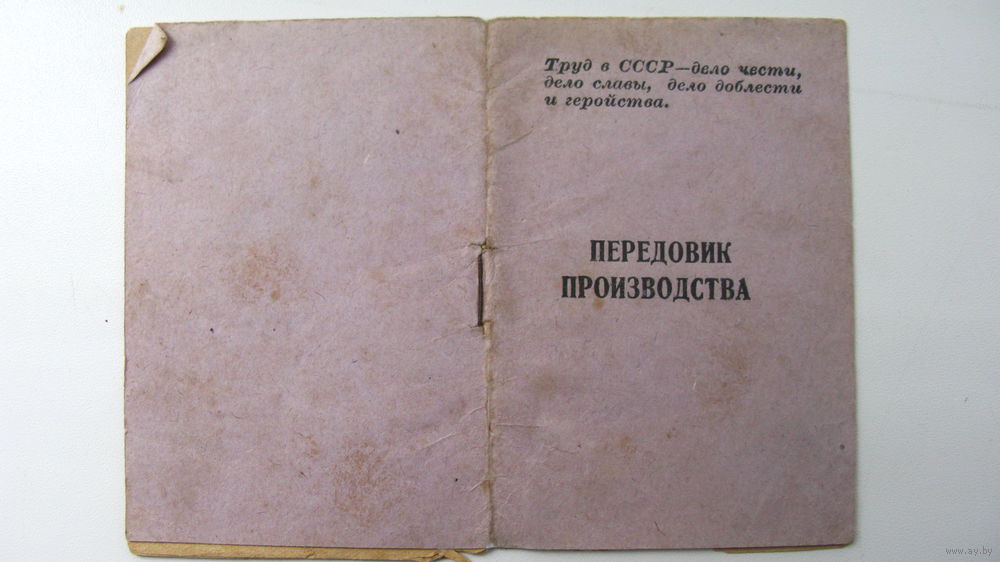 Труд в СССР—дело чести,
дело славы, дело доблести
и геройства.
ПЕРЕДОВИК
ПРОИЗВОДСТВА
www.ay.by